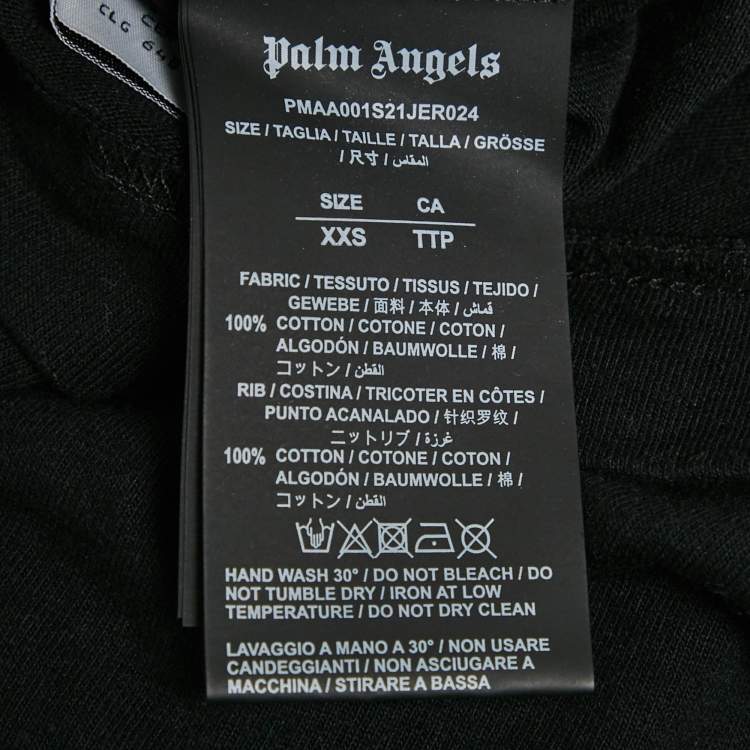 CLG 649
Palm Angels
PMAA001S21JER024
SIZE / TAGLIA / TAILLE / TALLA / GRÖSSE
/ 尺寸 / المقاس
SIZE CA
XXS TTP
FABRIC / TESSUTO / TISSUS / TEJIDO /
GEWEBE / 面料 / 本体 / قماش
100% COTTON / COTONE / COTON /
ALGODÓN / BAUMWOLLE / 棉 /
コットン / القطن
RIB / COSTINA / TRICOTER EN CÔTES /
PUNTO ACANALADO / 针织罗纹 /
ニットリブ / غرزة
100% COTTON / COTONE / COTON /
ALGODÓN / BAUMWOLLE / 棉 /
コットン / القطن
HAND WASH 30° / DO NOT BLEACH / DO
NOT TUMBLE DRY / IRON AT LOW
TEMPERATURE / DO NOT DRY CLEAN
LAVAGGIO A MANO A 30° / NON USARE
CANDEGGIANTI / NON ASCIUGARE A
MACCHINA / STIRARE A BASSA